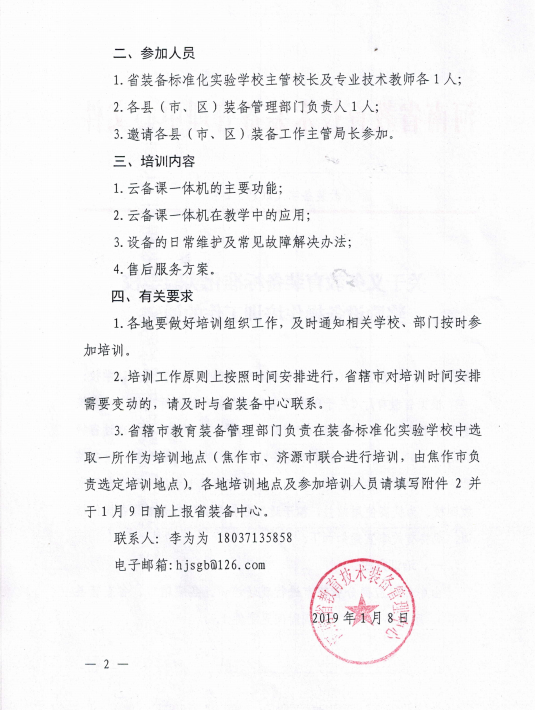 二、参加人员
1.省装备标准化实验学校主管校长及专业技术教师各1人；
2.各县（市、区）装备管理部门负责人1人；
3.邀请各县（市、区）装备工作主管局长参加。
三、培训内容
1.云备课一体机的主要功能；
2.云备课一体机在教学中的应用；
3.设备的日常维护及常见故障解决办法；
4.售后服务方案。
四、有关要求
1.各地要做好培训组织工作，及时通知相关学校、部门按时参
加培训。
2.培训工作原则上按照时间安排进行，省辖市对培训时间安排
需要变动的，请及时与省装备中心联系。
3.省辖市教育装备管理部门负责在装备标准化实验学校中选
取一所作为培训地点（焦作市、济源市联合进行培训，由焦作市负
责选定培训地点）。各地培训地点及参加培训人员请填写附件 2 并
于1月9日前上报省装备中心。
联系人：李为为 18037135858
电子邮箱:hjsgb@126.com
省教育技术装备管理中心
2019年1月8日
— 2 —